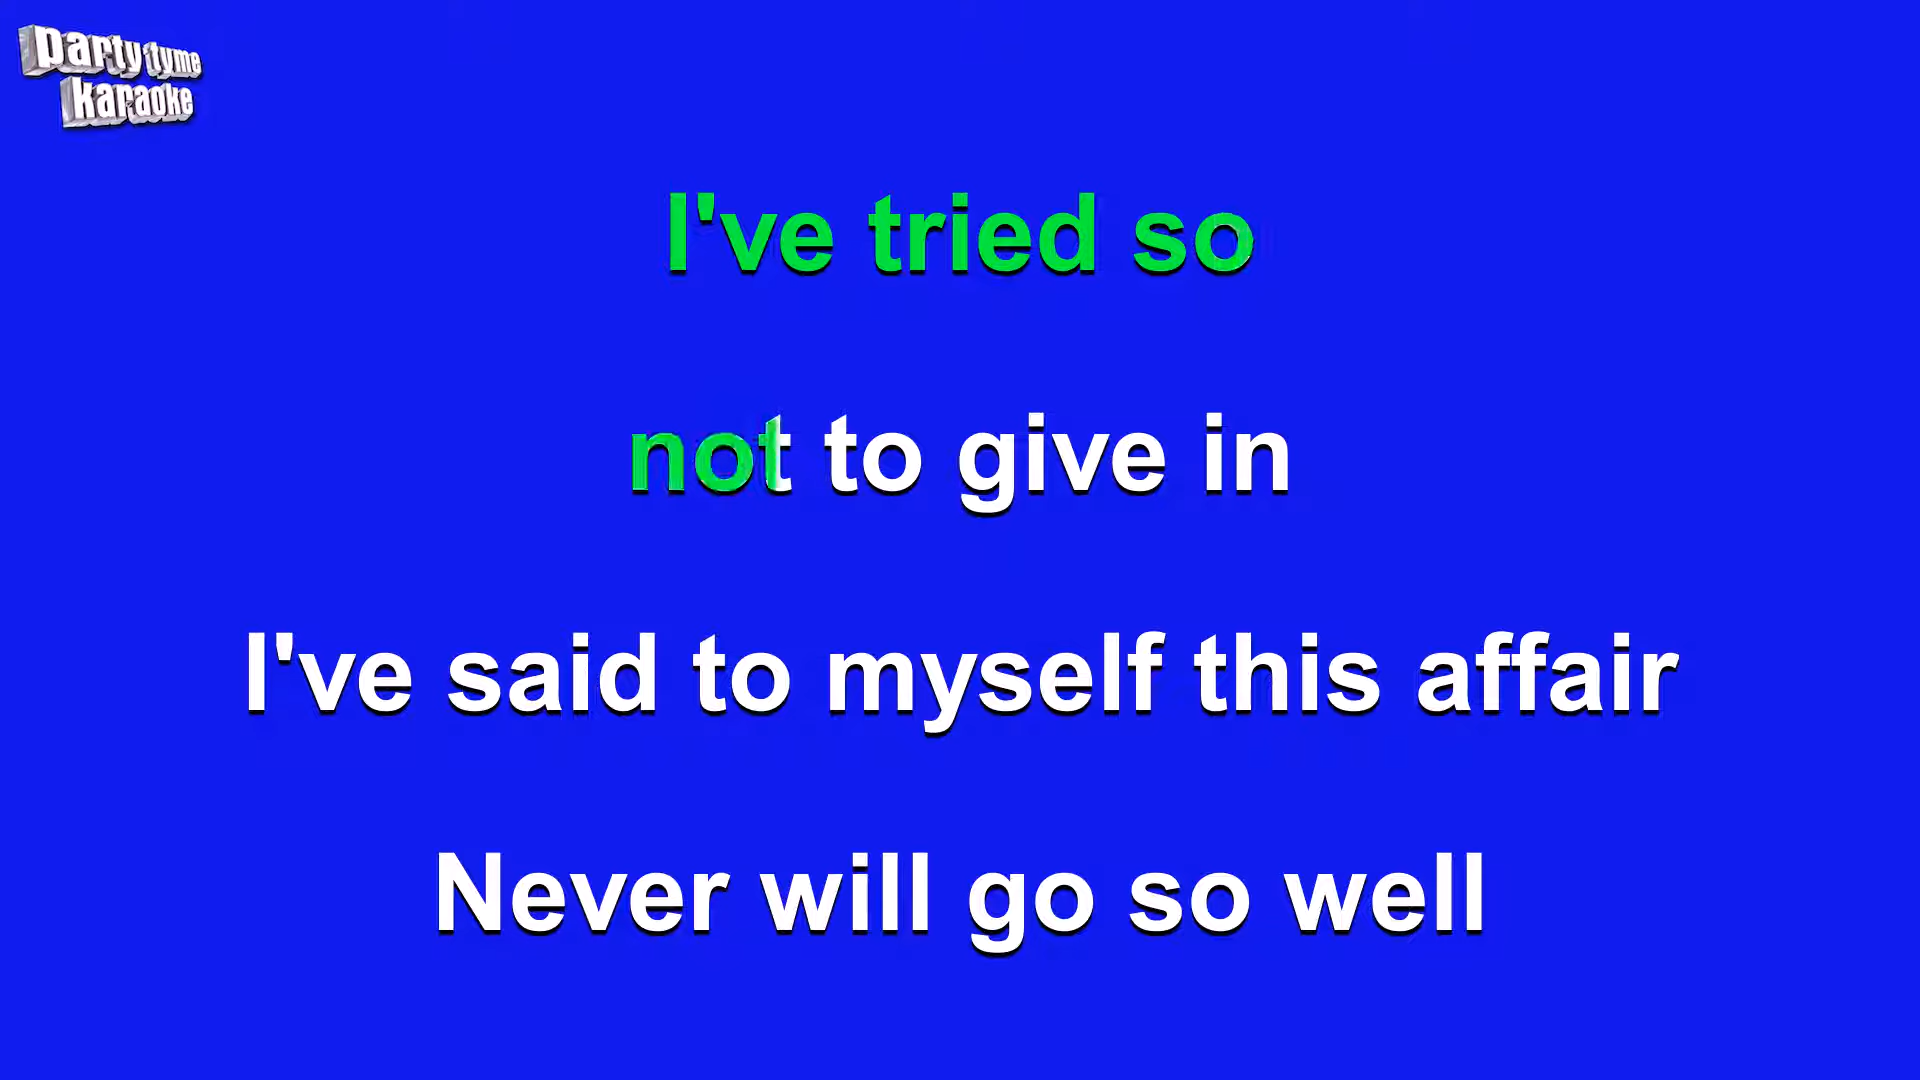 party tyme
karaoke
I've tried so
not to give in
I've said to myself this affair
Never will go so well